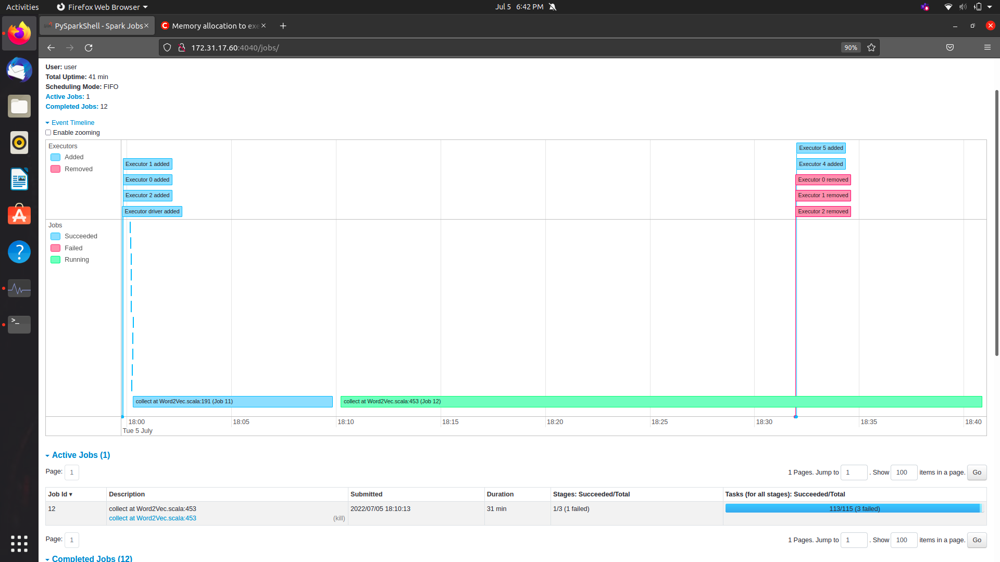 Activities
Firefox Web Browser
Jul 5 6:42 PM
PySparkShell - Spark Jobs
Memory allocation to exe
172.31.17.60:4040/jobs/
90%
User: user
Total Uptime: 41 min
Scheduling Mode: FIFO
Active Jobs: 1
Completed Jobs: 12
Event Timeline
Enable zooming
Executors
Added
Removed
Executor 1 added
Executor 0 added
Executor 2 added
Executor driver added
Executor 5 added
Executor 4 added
Executor 0 removed
Executor 1 removed
Executor 2 removed
Jobs
Succeeded
Failed
Running
collect at Word2Vec.scala:191 (Job 11)
collect at Word2Vec.scala:453 (Job 12)
18:00 18:05 18:10 18:15 18:20 18:25 18:30 18:35 18:40
Tue 5 July
Active Jobs (1)
Page: 1
1 Pages. Jump to 1 . Show 100 items in a page. Go
Job Id ▾ Description Submitted Duration Stages: Succeeded/Total Tasks (for all stages): Succeeded/Total
12 collect at Word2Vec.scala:453 2022/07/05 18:10:13 31 min 1/3 (1 failed) 113/115 (3 failed)
collect at Word2Vec.scala:453 (kill)
Page: 1
1 Pages. Jump to 1 . Show 100 items in a page. Go
Completed Jobs (12)